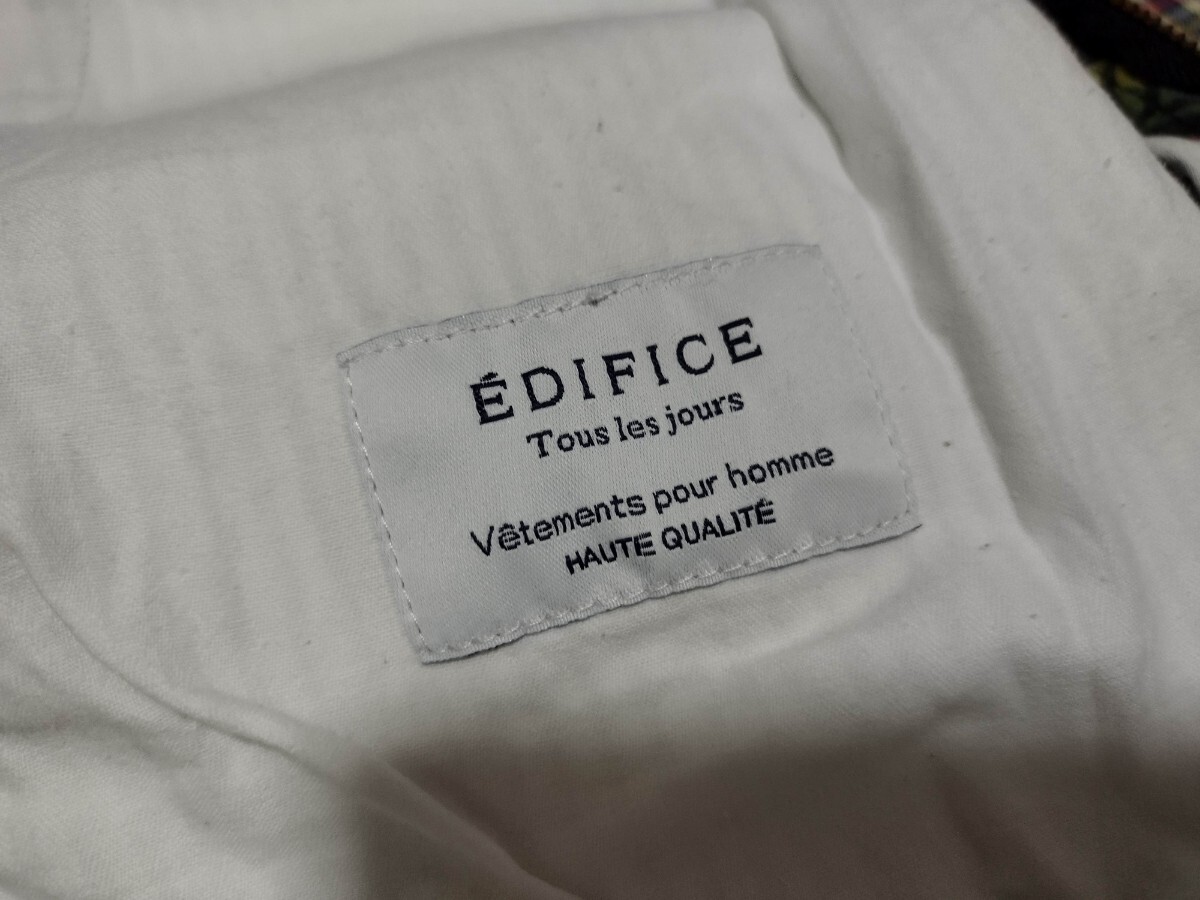 ÉDIFICE
Tous les jours
Vêtements pour homme
HAUTE QUALITÉ